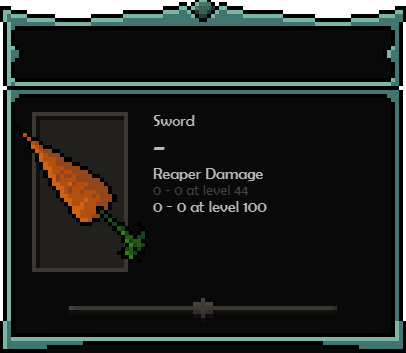 Sword
–
Reaper Damage
0 - 0 at level 44
0 - 0 at level 100